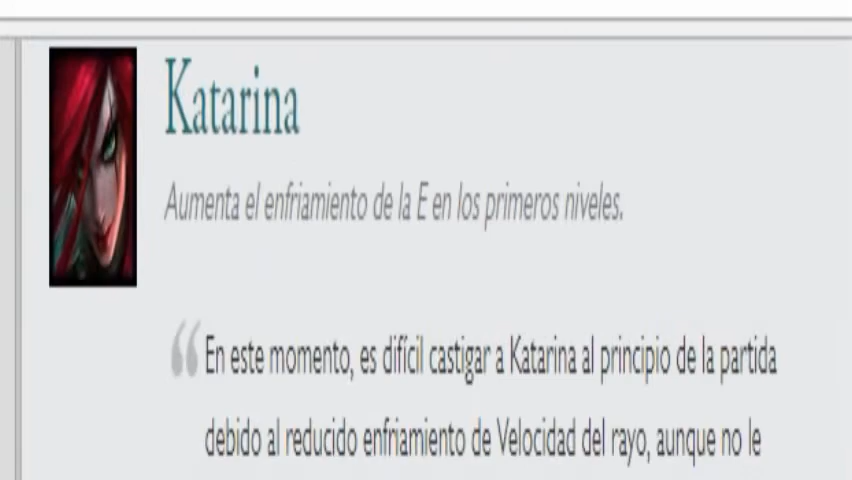 Katarina
Aumenta el enfriamiento de la E en los primeros niveles.
En este momento, es difícil castigar a Katarina al principio de la partida
debido al reducido enfriamiento de Velocidad del rayo, aunque no le